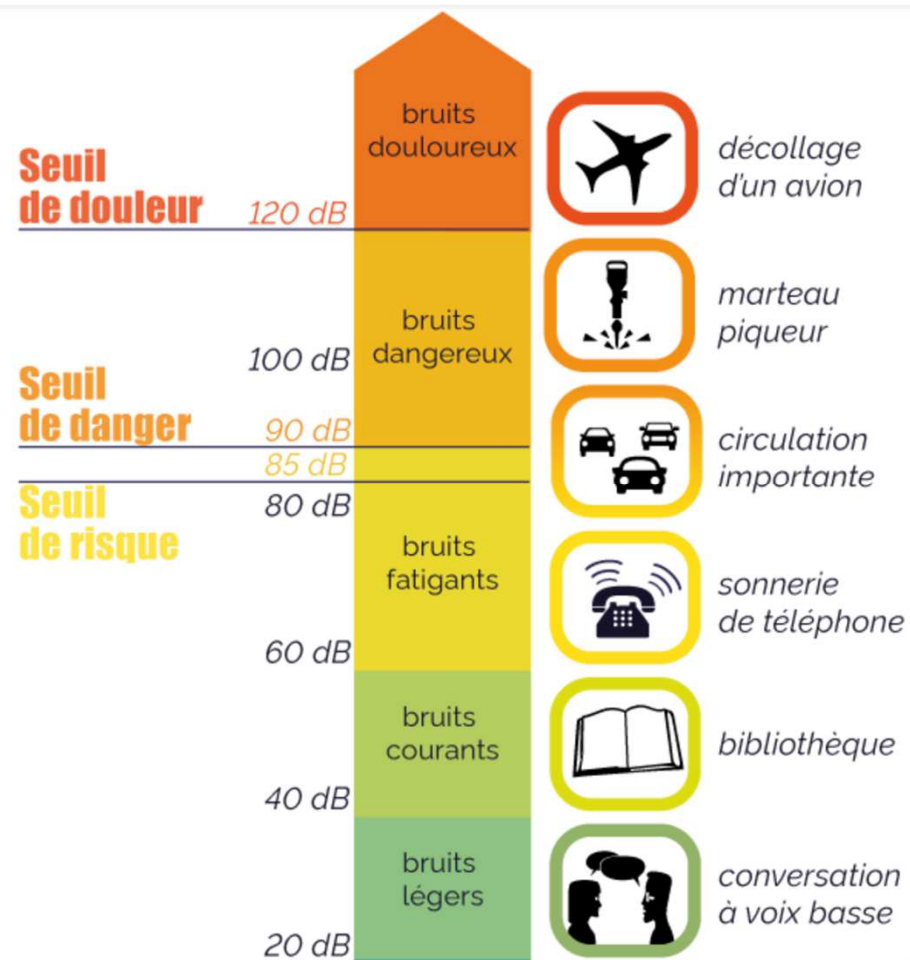 bruits
douloureux
décollage
d'un avion
Seuil
de douleur
120 dB
marteau
piqueur
bruits
dangereux
100 dB
Seuil
de danger
90 dB
circulation
importante
85 dB
Seuil
de risque
80 dB
bruits
fatigants
sonnerie
de téléphone
60 dB
bruits
courants
bibliothèque
40 dB
bruits
légers
conversation
à voix basse
20 dB